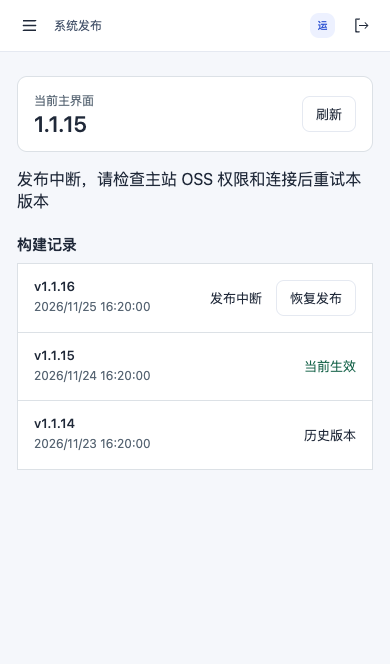 系统发布
运
当前主界面
1.1.15
刷新
发布中断，请检查主站 OSS 权限和连接后重试本
版本
构建记录
v1.1.16
2026/11/25 16:20:00
发布中断
恢复发布
v1.1.15
2026/11/24 16:20:00
当前生效
v1.1.14
2026/11/23 16:20:00
历史版本